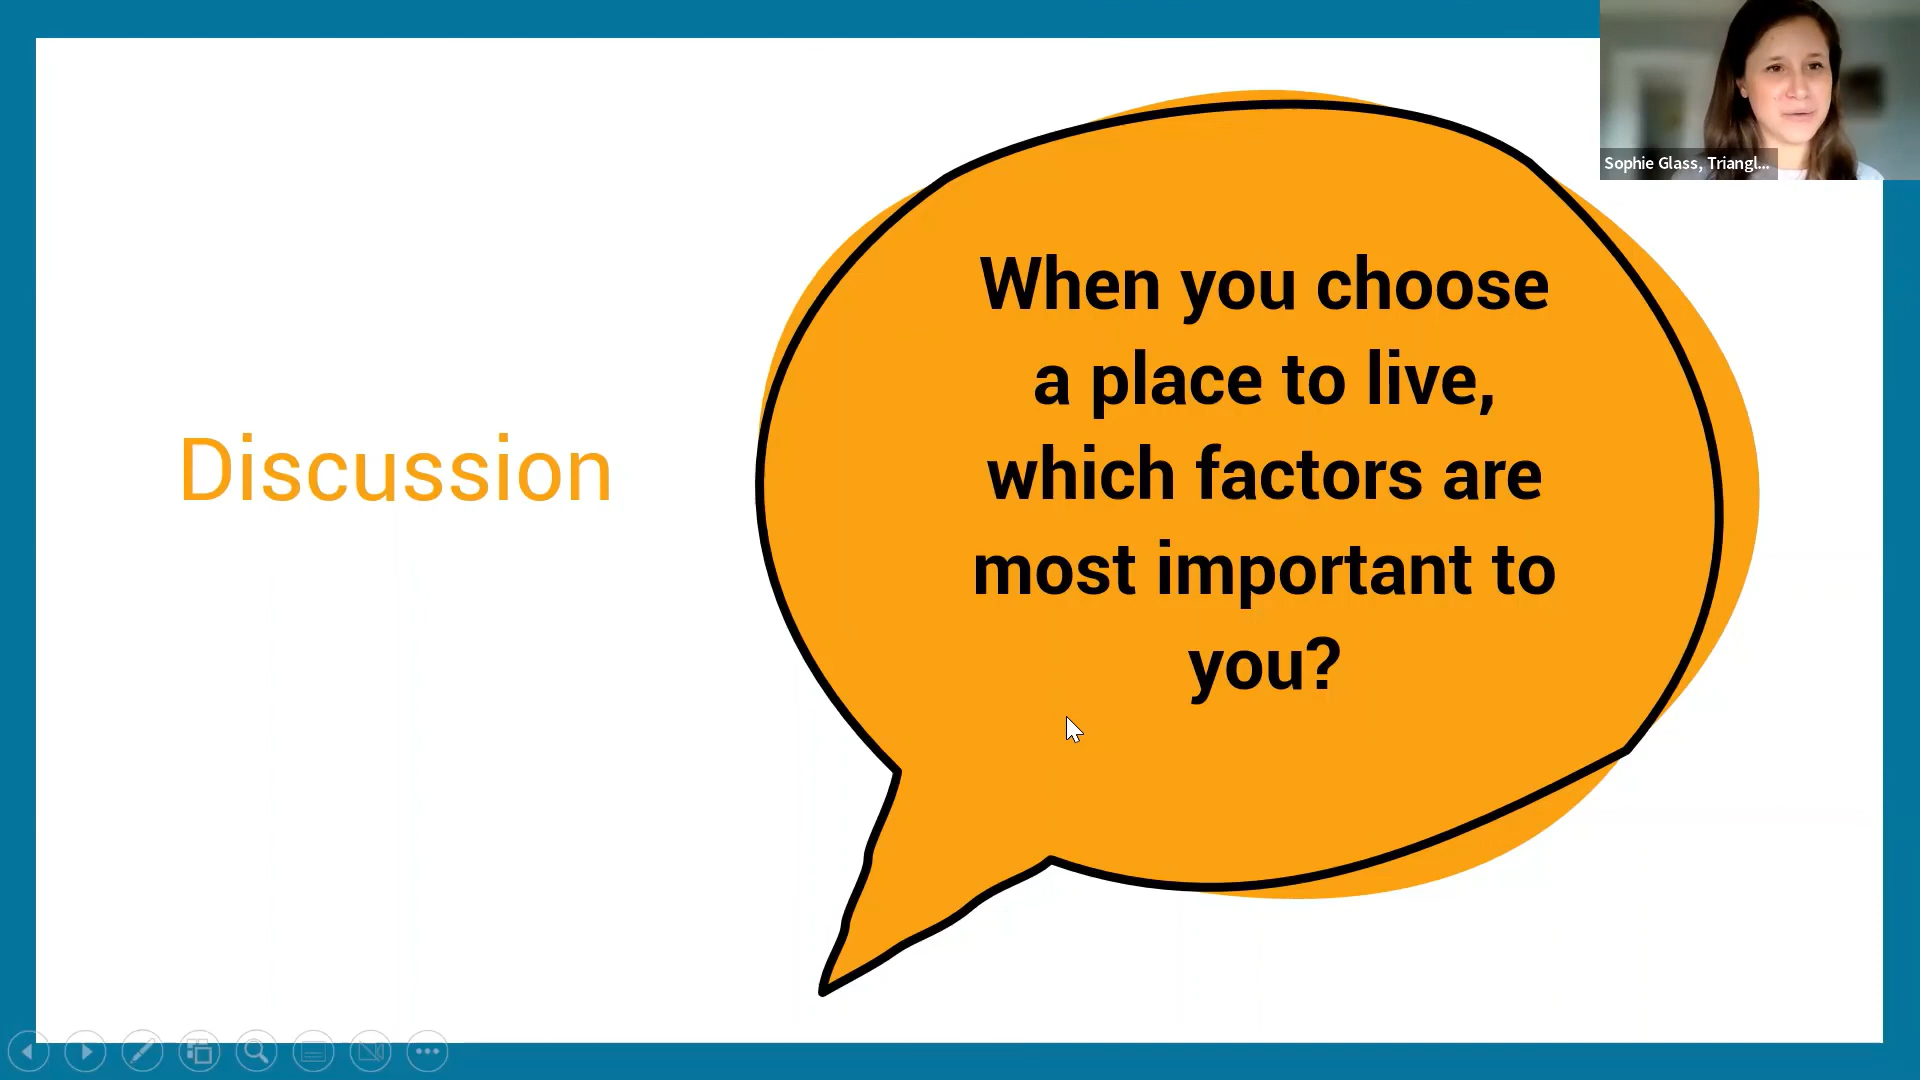 Sophie Glass, Triangl...
When you choose
a place to live,
which factors are
most important to
you?
Discussion